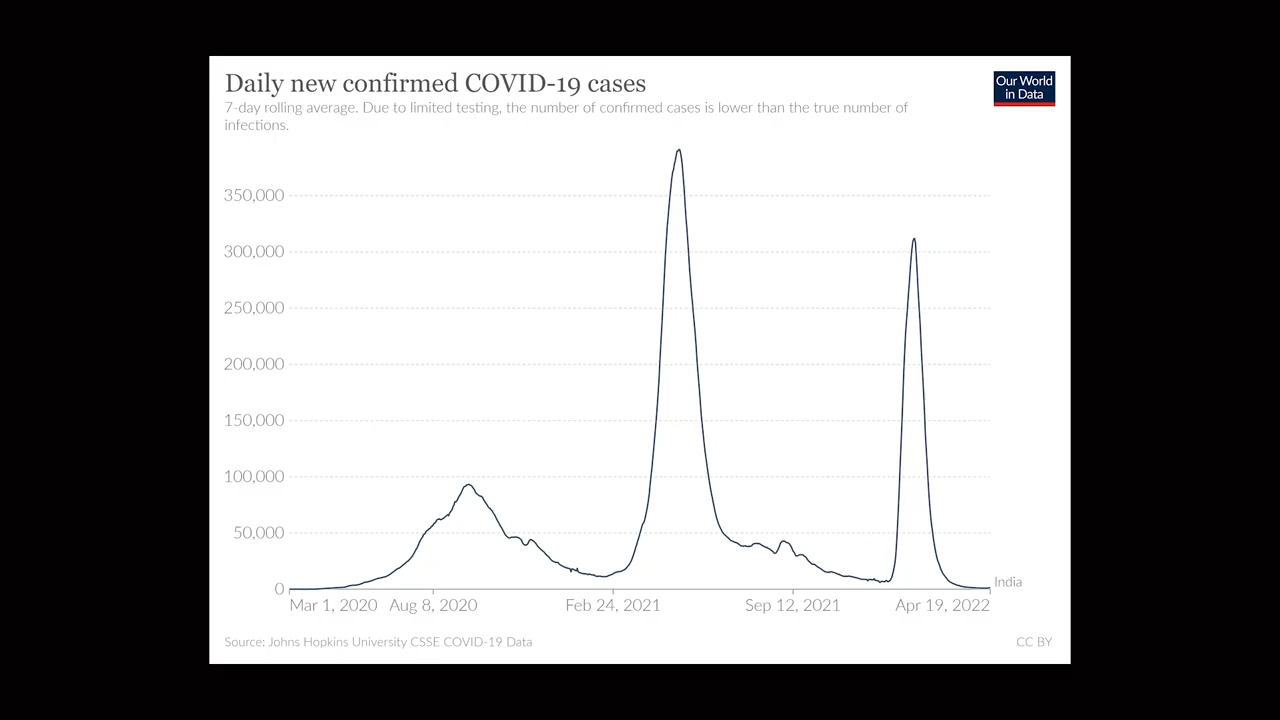 Daily new confirmed COVID-19 cases
Our World
in Data
7-day rolling average. Due to limited testing, the number of confirmed cases is lower than the true number of
infections.
350,000
300,000
250,000
200,000
150,000
100,000
50,000
0
India
Mar 1, 2020
Aug 8, 2020
Feb 24, 2021
Sep 12, 2021
Apr 19, 2022
Source: Johns Hopkins University CSSE COVID-19 Data
CC BY